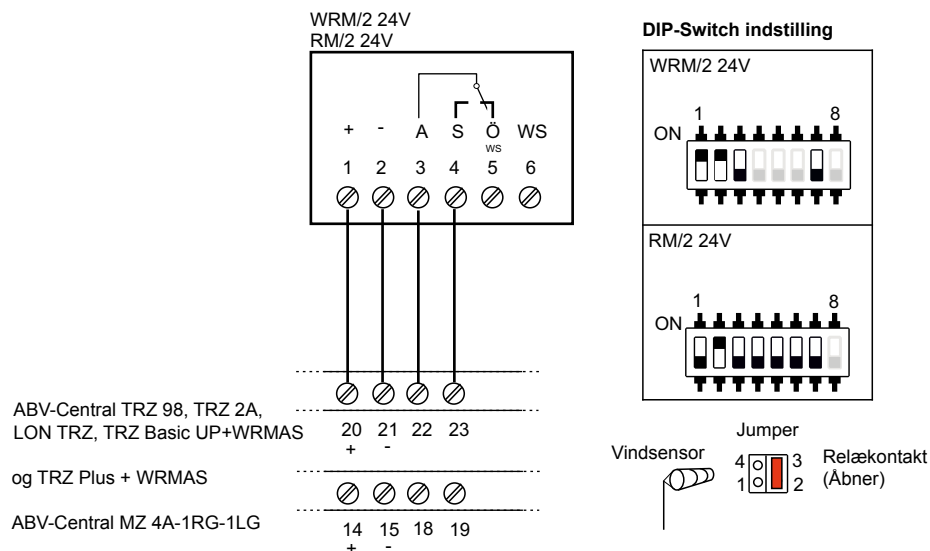 WRM/2 24V
RM/2 24V
+ - A S Ö WS
ws
1 2 3 4 5 6
ABV-Central TRZ 98, TRZ 2A,
LON TRZ, TRZ Basic UP+WRMAS
20 21 22 23
+ -
og TRZ Plus + WRMAS
ABV-Central MZ 4A-1RG-1LG
14 15 18 19
+ -
DIP-Switch indstilling
WRM/2 24V
1 8
ON
RM/2 24V
1 8
ON
Jumper
Vindsensor
4 3
1 2
Relækontakt
(Åbner)